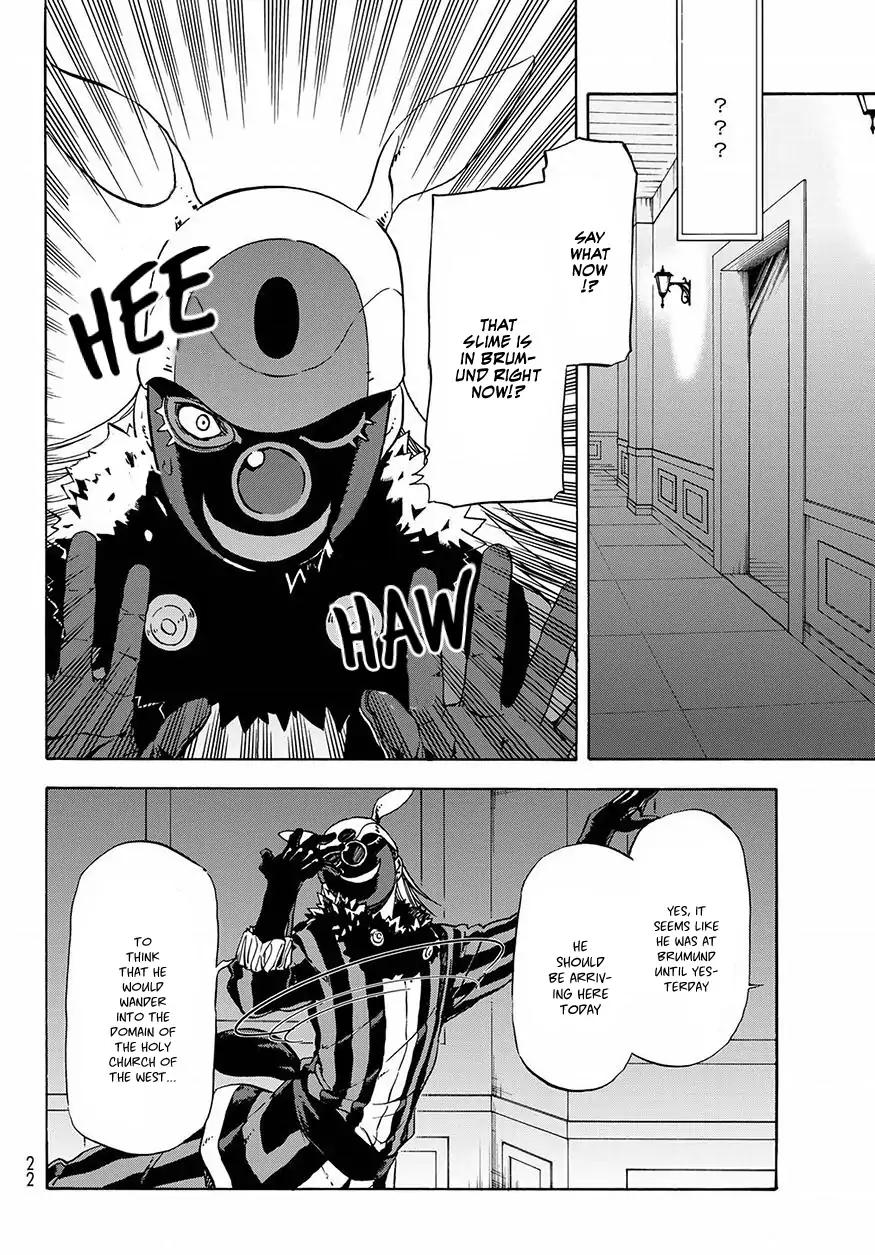 ?
?
?
SAY
WHAT
NOW
!?
THAT
SLIME IS
IN BRUM-
UND RIGHT
NOW!?
HEE
HAW
YES, IT
SEEMS LIKE
HE WAS AT
BRUMUND
UNTIL YES-
TERDAY
HE
SHOULD
BE ARRIV-
ING HERE
TODAY
TO
THINK
THAT HE
WOULD
WANDER
INTO THE
DOMAIN OF
THE HOLY
CHURCH OF
THE WEST...
22